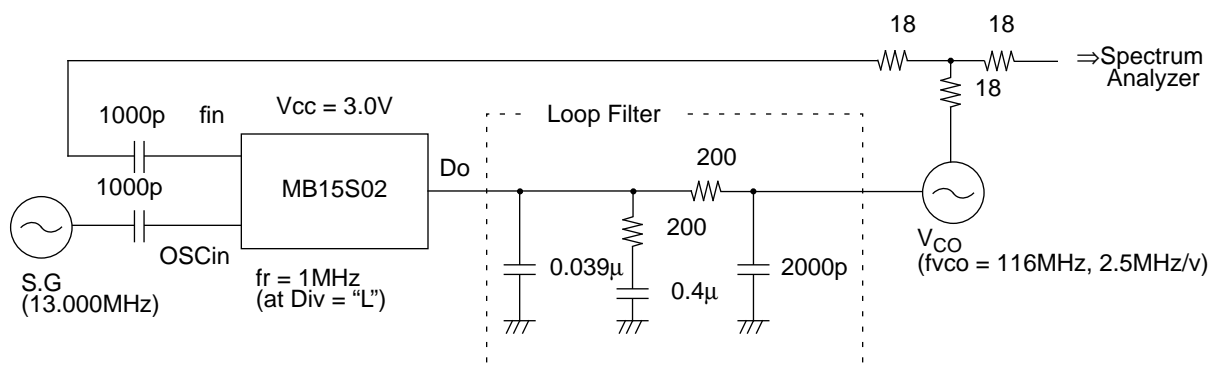 18
18
⇒Spectrum
Analyzer
18
Vcc = 3.0V
Loop Filter
1000p
fin
200
Do
MB15S02
1000p
200
OSCin
VCO
(fvco = 116MHz, 2.5MHz/v)
0.039μ
2000p
0.4μ
S.G
(13.000MHz)
fr = 1MHz
(at Div = “L”)